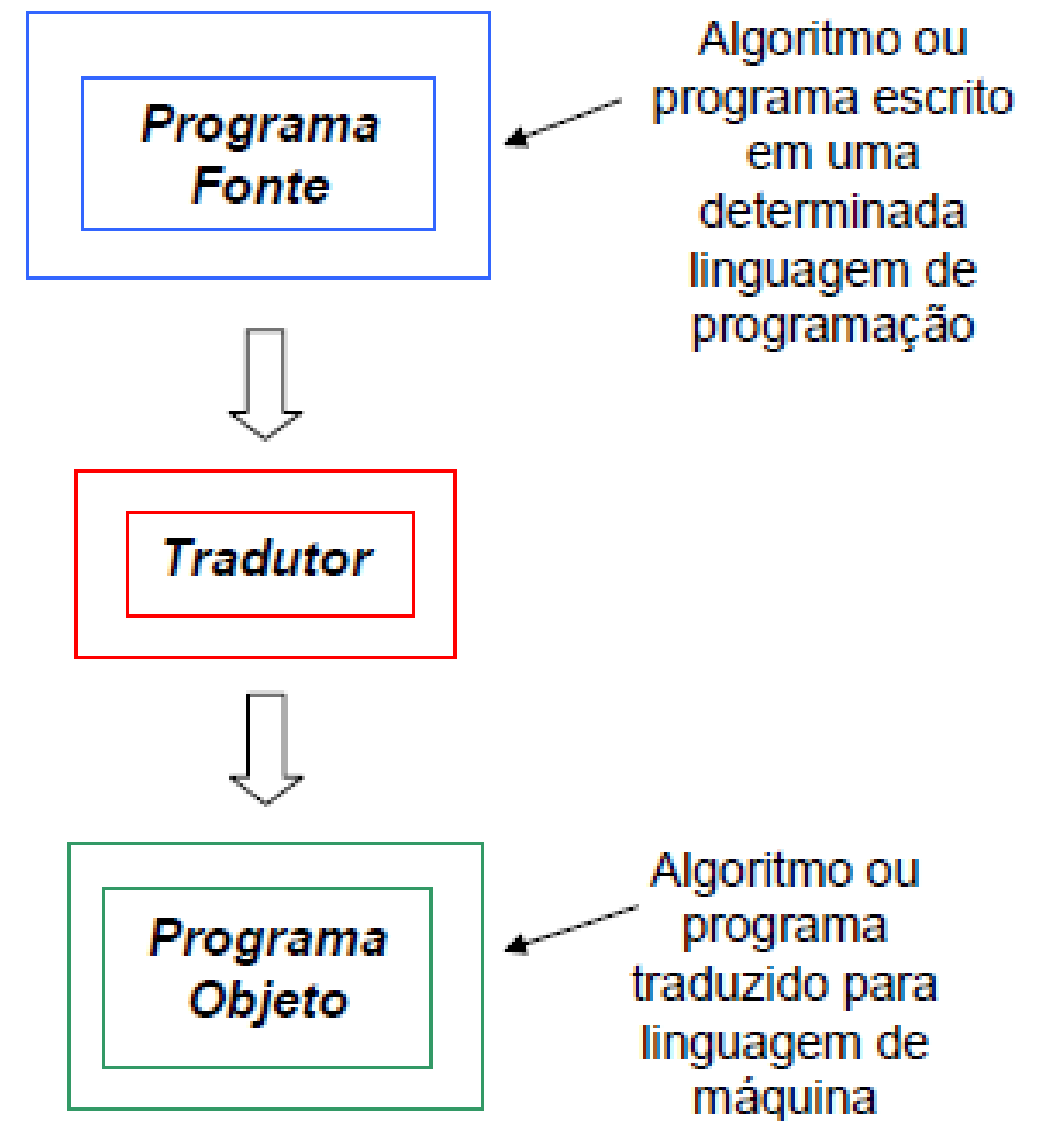 Programa
Fonte
Algoritmo ou
programa escrito
em uma
determinada
linguagem de
programação
Tradutor
Programa
Objeto
Algoritmo ou
programa
traduzido para
linguagem de
máquina